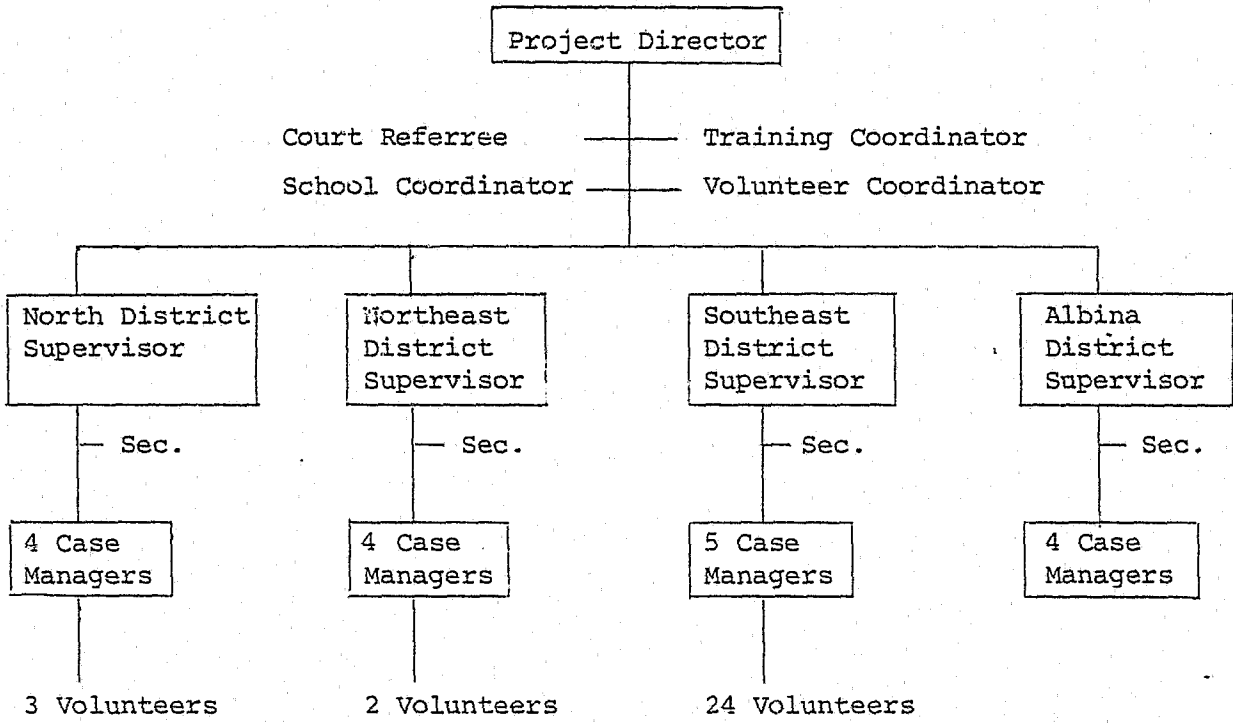 Project Director
Court Referree
Training Coordinator
School Coordinator
Volunteer Coordinator
North District
Supervisor
Northeast
District
Supervisor
Southeast
District
Supervisor
Albina
District
Supervisor
Sec.
Sec.
Sec.
Sec.
4 Case
Managers
4 Case
Managers
5 Case
Managers
4 Case
Managers
3 Volunteers
2 Volunteers
24 Volunteers